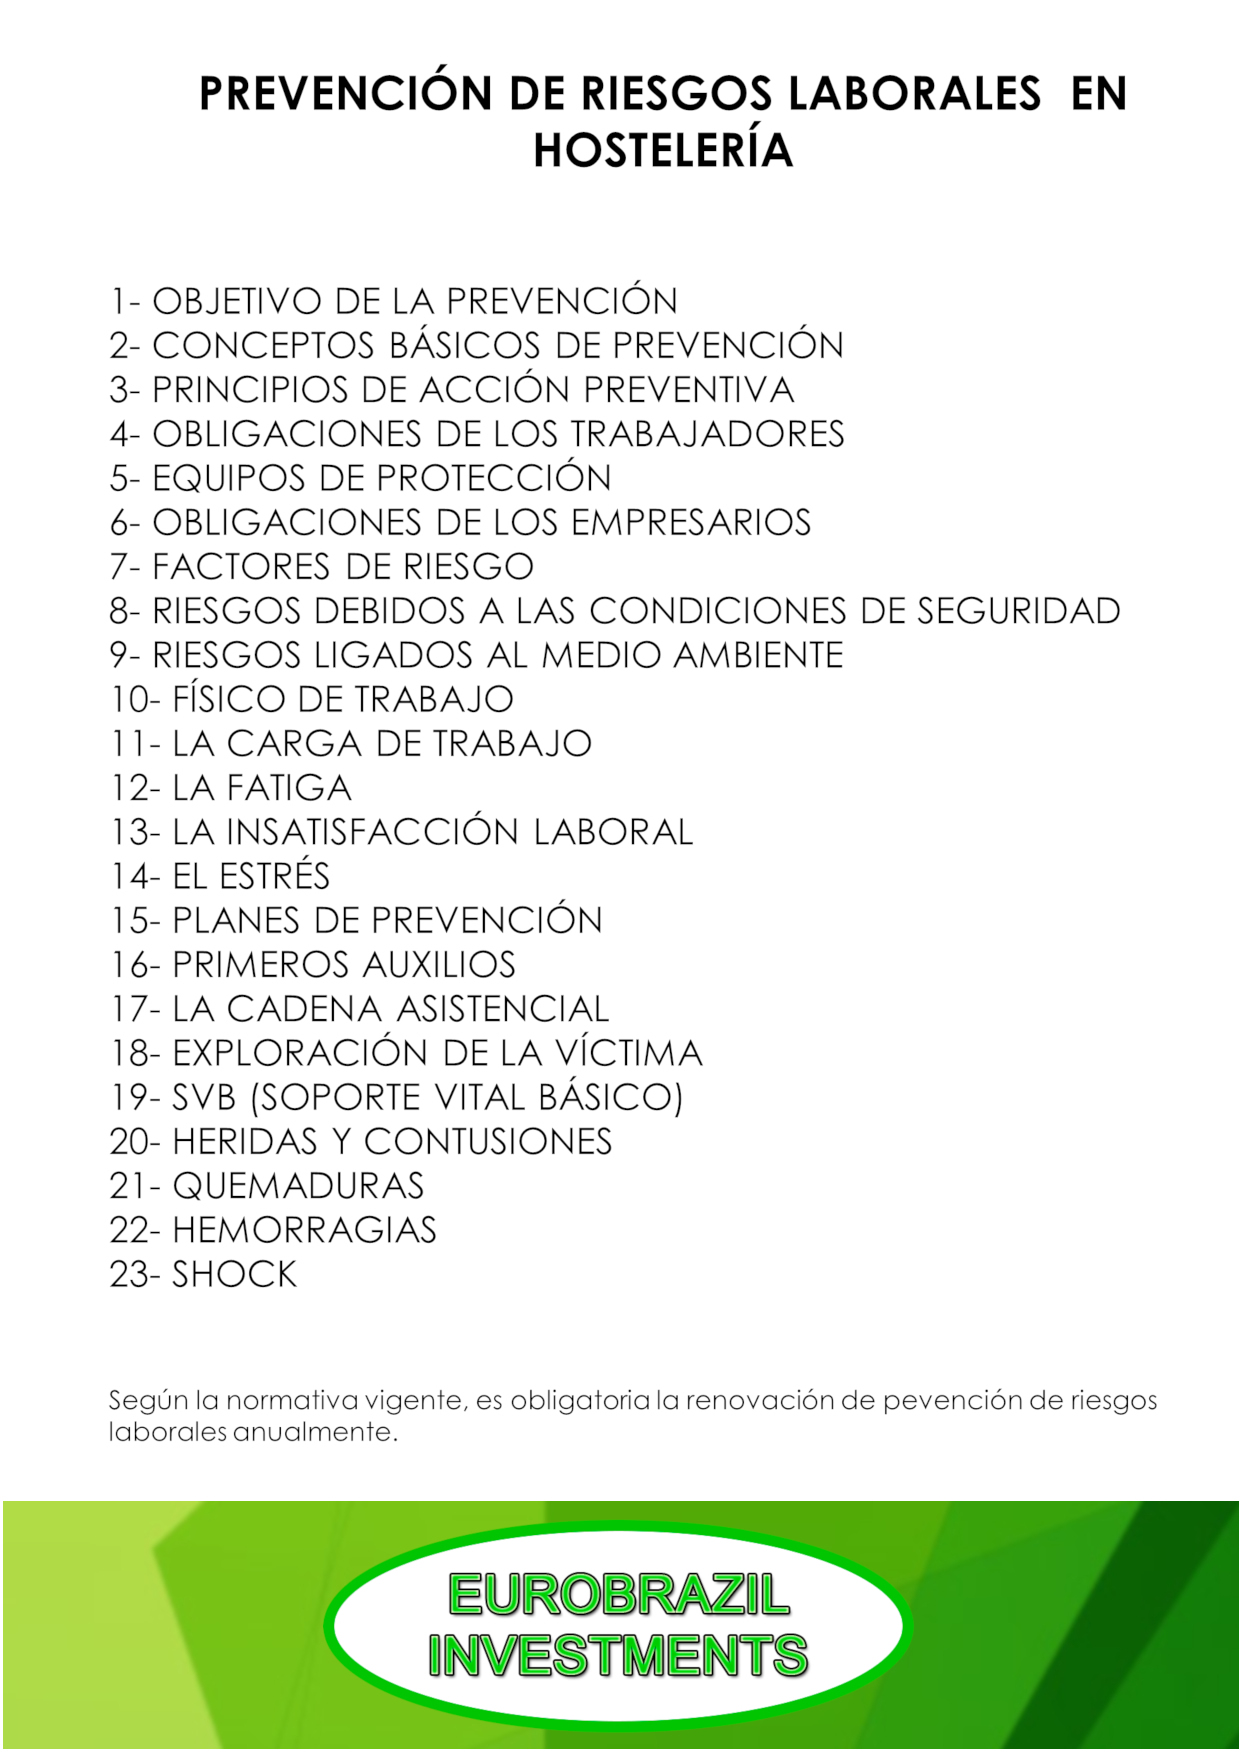 PREVENCIÓN DE RIESGOS LABORALES EN
HOSTELERÍA
1- OBJETIVO DE LA PREVENCIÓN
2- CONCEPTOS BÁSICOS DE PREVENCIÓN
3- PRINCIPIOS DE ACCIÓN PREVENTIVA
4- OBLIGACIONES DE LOS TRABAJADORES
5- EQUIPOS DE PROTECCIÓN
6- OBLIGACIONES DE LOS EMPRESARIOS
7- FACTORES DE RIESGO
8- RIESGOS DEBIDOS A LAS CONDICIONES DE SEGURIDAD
9- RIESGOS LIGADOS AL MEDIO AMBIENTE
10- FÍSICO DE TRABAJO
11- LA CARGA DE TRABAJO
12- LA FATIGA
13- LA INSATISFACCIÓN LABORAL
14- EL ESTRÉS
15- PLANES DE PREVENCIÓN
16- PRIMEROS AUXILIOS
17- LA CADENA ASISTENCIAL
18- EXPLORACIÓN DE LA VÍCTIMA
19- SVB (SOPORTE VITAL BÁSICO)
20- HERIDAS Y CONTUSIONES
21- QUEMADURAS
22- HEMORRAGIAS
23- SHOCK
Según la normativa vigente, es obligatoria la renovación de pevención de riesgos
laborales anualmente.
EUROBRAZIL
INVESTMENTS